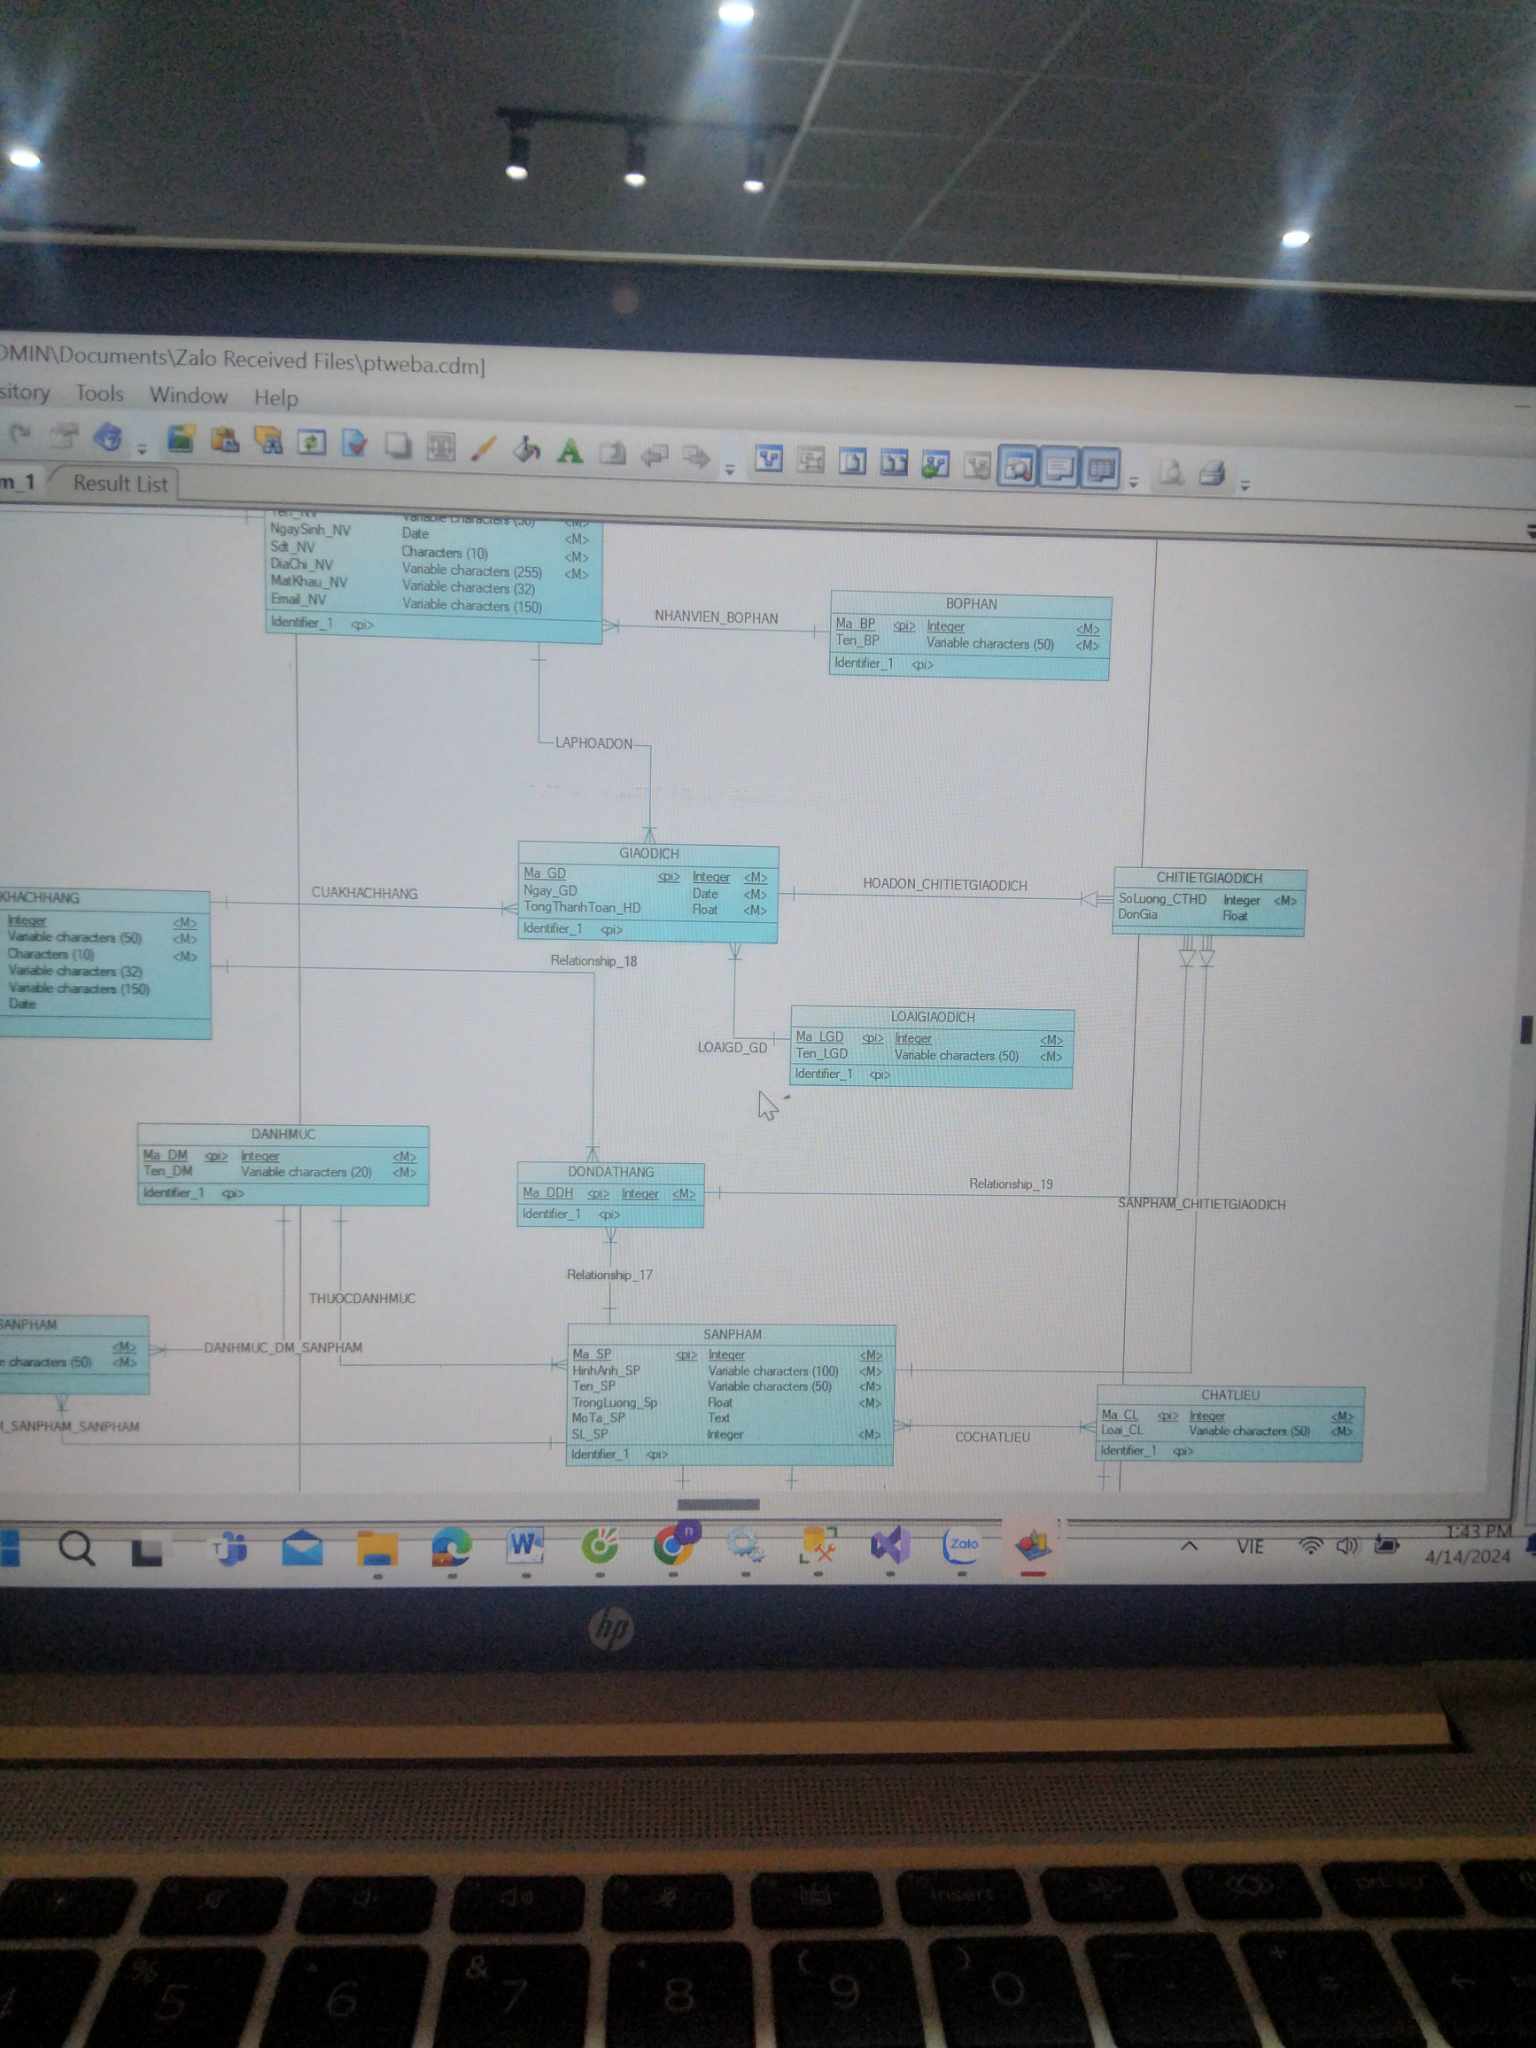 DMIN\Documents\Zalo Received Files\ptweba.cdm]
sitory Tools Window Help
m_1 Result List
Ten_NV Variable characters (50) <M>
NgaySinh_NV Date <M>
Sdt_NV Characters (10) <M>
DiaChi_NV Variable characters (255) <M>
MatKhau_NV Variable characters (32)
Email_NV Variable characters (150)
Identifier_1 <pi>
NHANVIEN_BOPHAN
BOPHAN
Ma_BP <pi> Integer <M>
Ten_BP Variable characters (50) <M>
Identifier_1 <pi>
LAPHOADON
GIAODICH
Ma_GD <pi> Integer <M>
Ngay_GD Date <M>
TongThanhToan_HD Float <M>
Identifier_1 <pi>
HOADON_CHITIETGIAODICH
CHITIETGIAODICH
SoLuong_CTHD Integer <M>
DonGia Float
CUAKHACHHANG
KHACHHANG
Integer <M>
Variable characters (50) <M>
Characters (10) <M>
Variable characters (32)
Variable characters (150)
Date
Relationship_18
LOAIGD_GD
LOAIGIAODICH
Ma_LGD <pi> Integer <M>
Ten_LGD Variable characters (50) <M>
Identifier_1 <pi>
DANHMUC
Ma_DM <pi> Integer <M>
Ten_DM Variable characters (20) <M>
Identifier_1 <pi>
DONDATHANG
Ma_DDH <pi> Integer <M>
Identifier_1 <pi>
Relationship_19
SANPHAM_CHITIETGIAODICH
Relationship_17
THUOCDANHMUC
SANPHAM
<M>
e characters (50) <M>
DANHMUC_DM_SANPHAM
M_SANPHAM_SANPHAM
SANPHAM
Ma_SP <pi> Integer <M>
HinhAnh_SP Variable characters (100) <M>
Ten_SP Variable characters (50) <M>
TrongLuong_Sp Float <M>
MoTa_SP Text
SL_SP Integer <M>
Identifier_1 <pi>
COCHATLIEU
CHATLIEU
Ma_CL <pi> Integer <M>
Loai_CL Variable characters (50) <M>
Identifier_1 <pi>
Zalo
VIE
1:43 PM
4/14/2024
hp
insert
% & ( ) - +
5 6 7 8 9 0 =